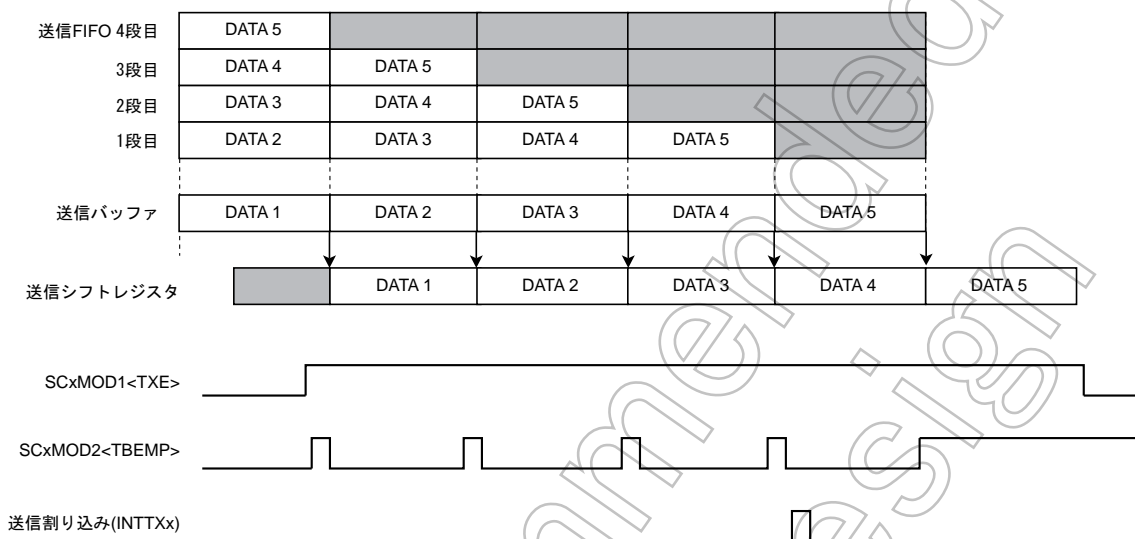 送信FIFO 4段目 DATA 5
3段目 DATA 4 DATA 5
2段目 DATA 3 DATA 4 DATA 5
1段目 DATA 2 DATA 3 DATA 4 DATA 5
送信バッファ DATA 1 DATA 2 DATA 3 DATA 4 DATA 5
送信シフトレジスタ DATA 1 DATA 2 DATA 3 DATA 4 DATA 5
SCxMOD1<TXE>
SCxMOD2<TBEMP>
送信割り込み(INTTXx)
mmended
esign